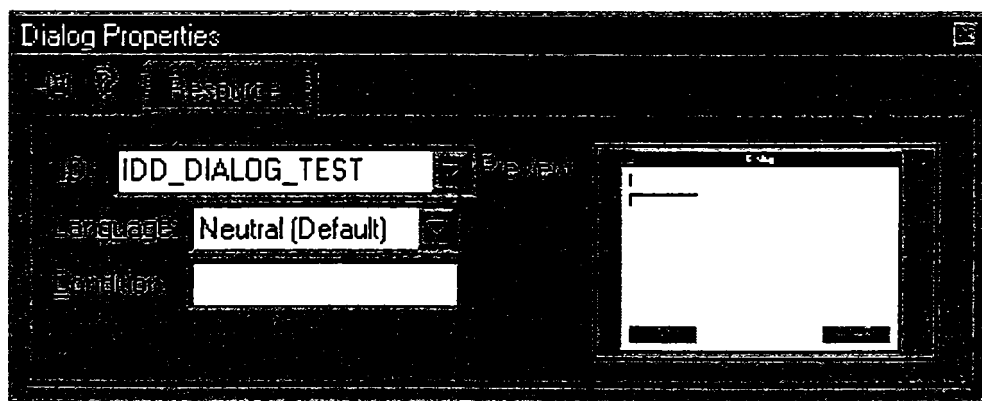 Dialog Properties
Resource
ID: IDD_DIALOG_TEST Preview:
Language: Neutral (Default)
Condition: